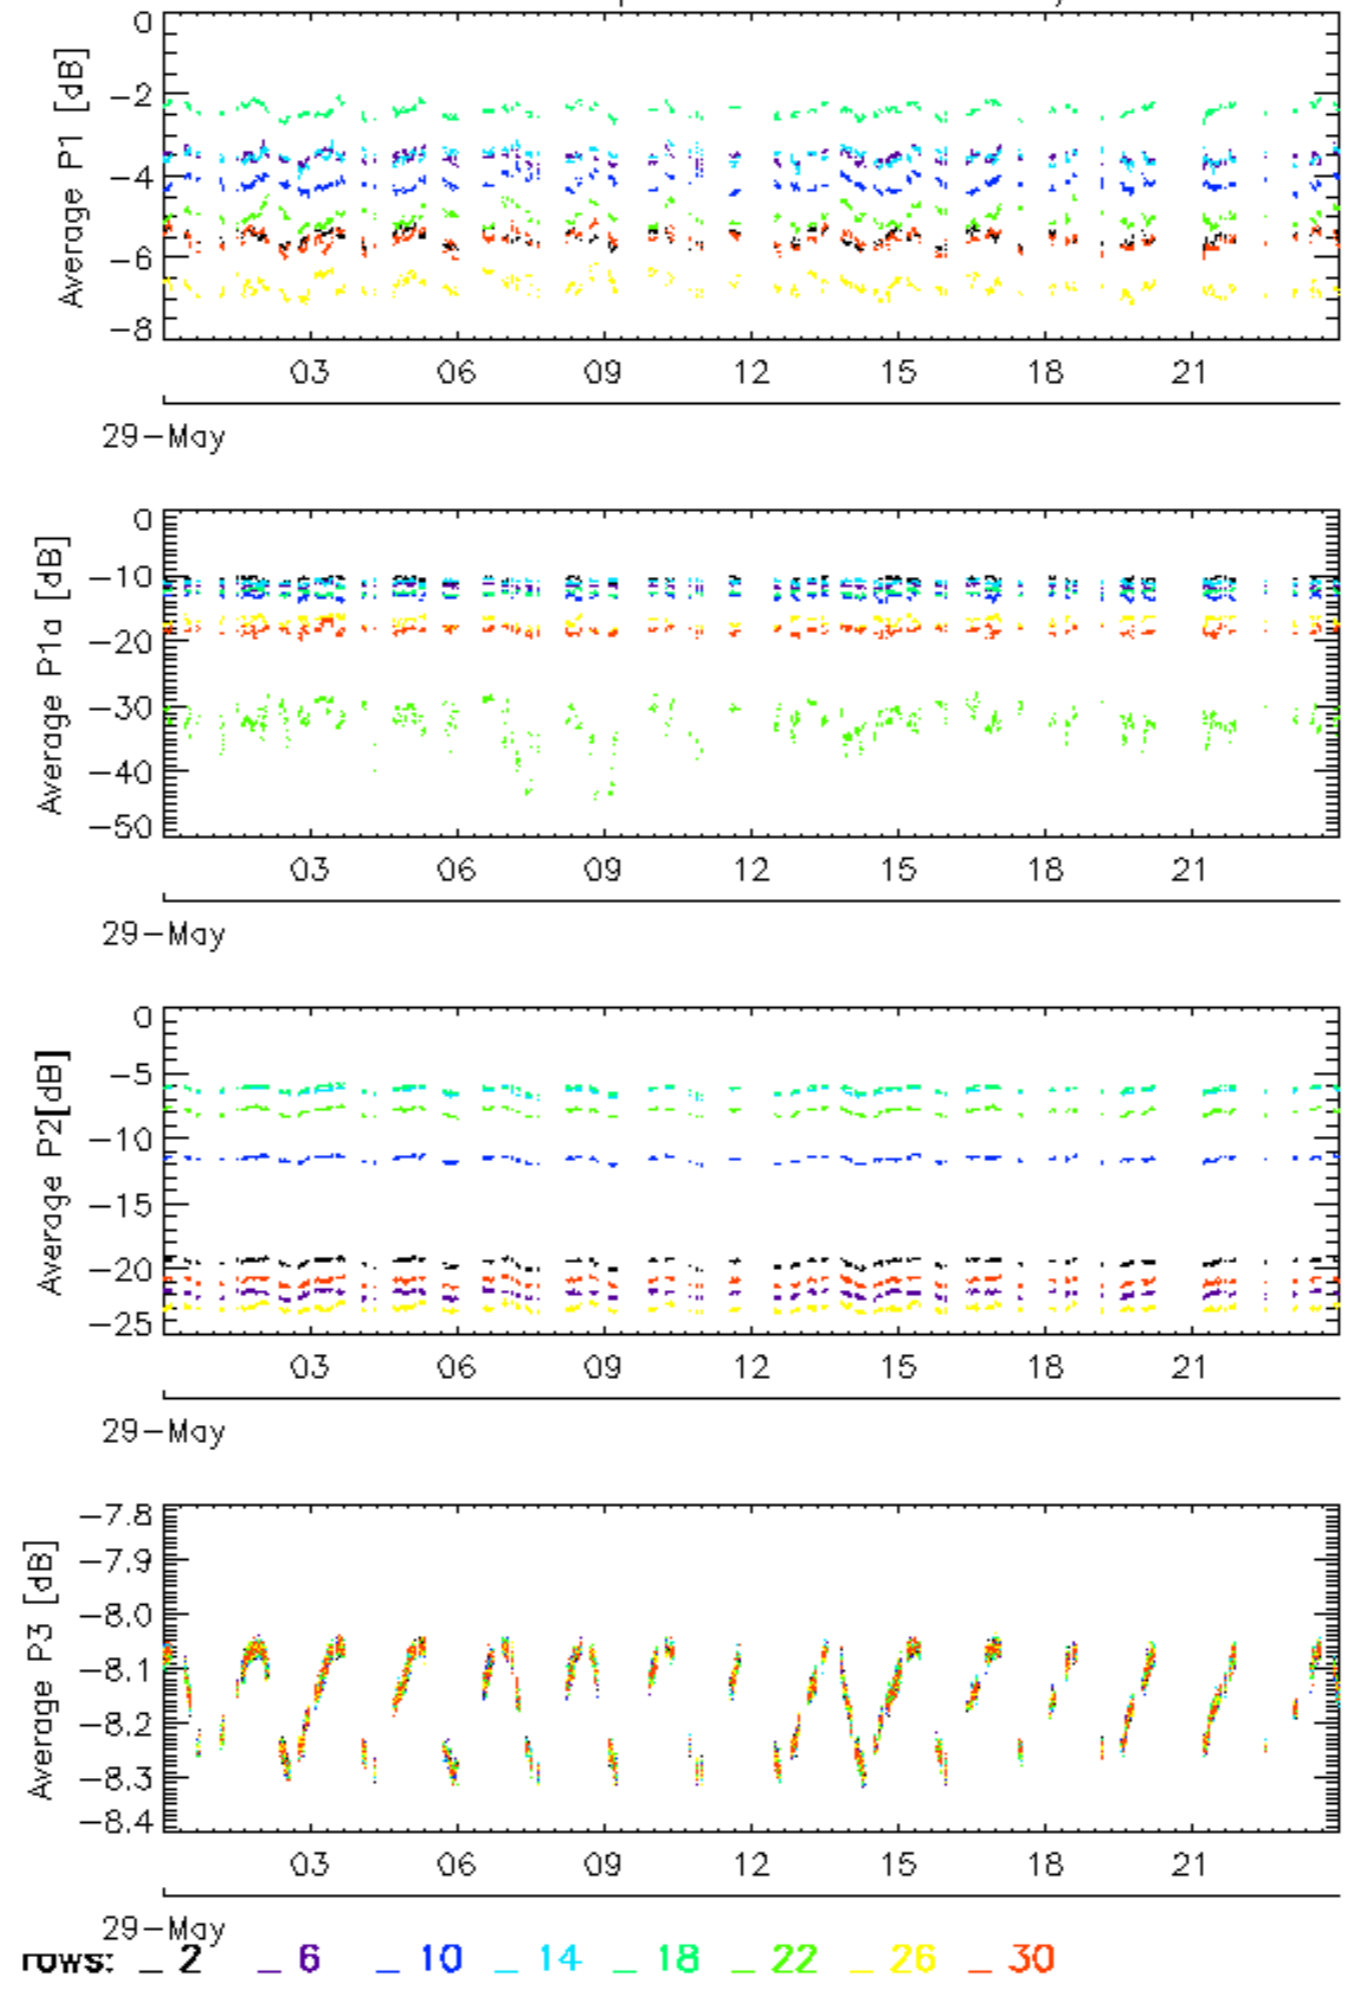 Average P1 [dB]
0
−2
−4
−6
−8
03 06 09 12 15 18 21
29−May
Average P1a [dB]
0
−10
−20
−30
−40
−50
03 06 09 12 15 18 21
29−May
Average P2[dB]
0
−5
−10
−15
−20
−25
03 06 09 12 15 18 21
29−May
Average P3 [dB]
−7.8
−7.9
−8.0
−8.1
−8.2
−8.3
−8.4
03 06 09 12 15 18 21
29−May
rows: _ 2 _ 6 _ 10 _ 14 _ 18 _ 22 _ 26 _ 30